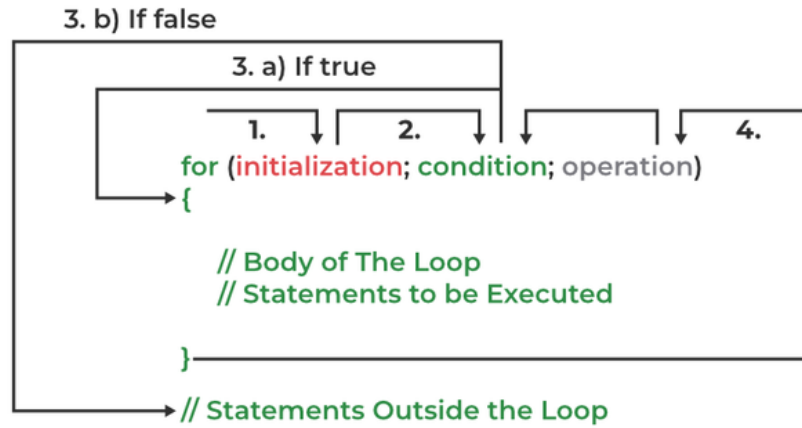 3. b) If false
3. a) If true
1. 2. 4.
for (initialization; condition; operation)
{
// Body of The Loop
// Statements to be Executed
}
// Statements Outside the Loop